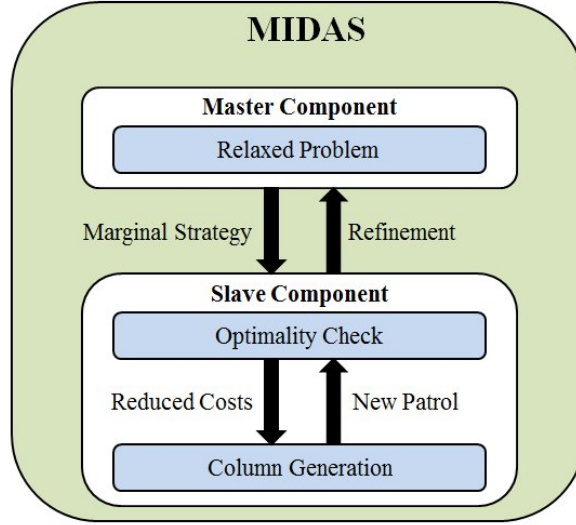 MIDAS
Master Component
Relaxed Problem
Marginal Strategy
Refinement
Slave Component
Optimality Check
Reduced Costs
New Patrol
Column Generation